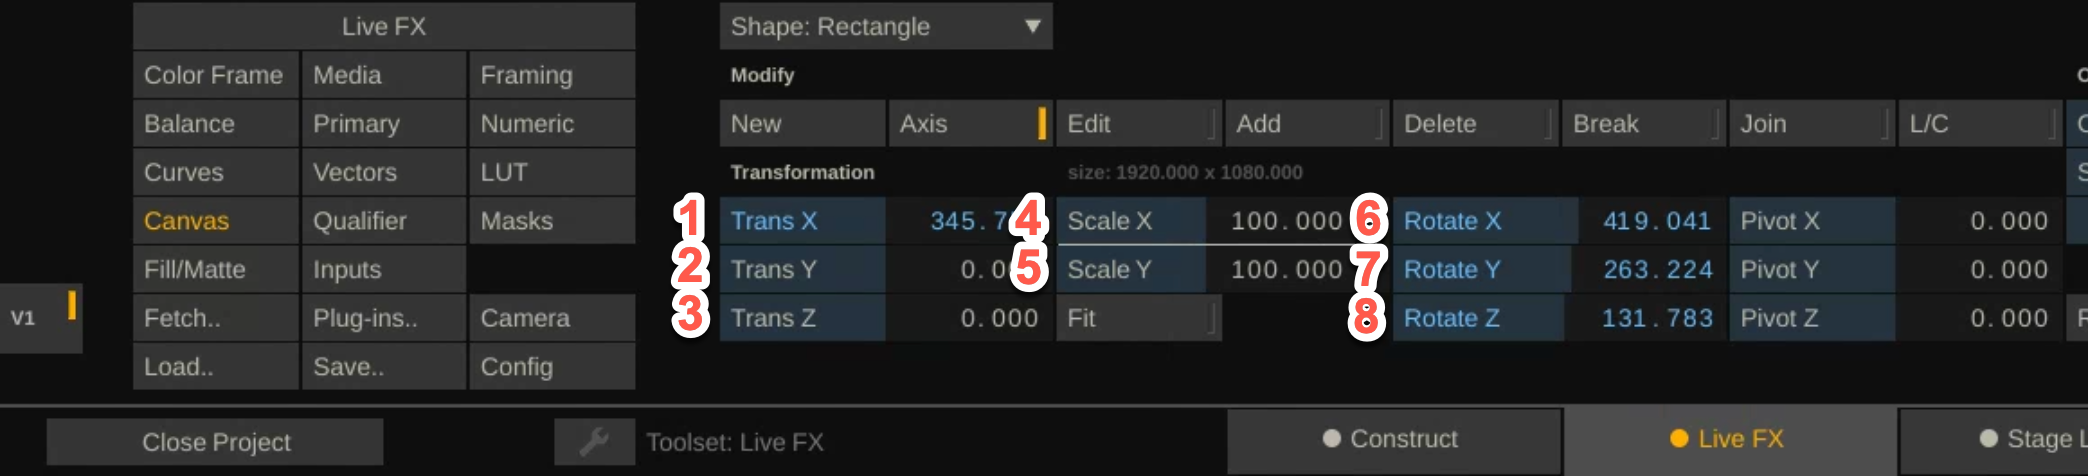 Live FX
Shape: Rectangle
Color Frame Media Framing
Modify
Balance Primary Numeric
New Axis Edit Add Delete Break Join L/C
Curves Vectors LUT
Transformation size: 1920.000 x 1080.000
Canvas Qualifier Masks
1 Trans X 345.7 4 Scale X 100.000 6 Rotate X 419.041 Pivot X 0.000
Fill/Matte Inputs
2 Trans Y 0.0 5 Scale Y 100.000 7 Rotate Y 263.224 Pivot Y 0.000
V1
Fetch.. Plug-ins.. Camera
3 Trans Z 0.000 Fit 8 Rotate Z 131.783 Pivot Z 0.000
Load.. Save.. Config
Close Project Toolset: Live FX Construct Live FX Stage L